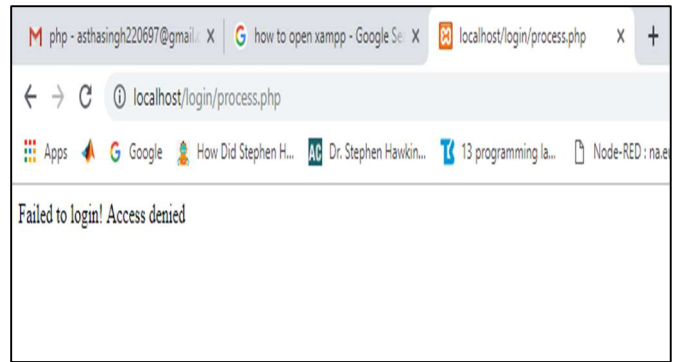 php - asthasingh220697@gmail. X G how to open xampp - Google Se X localhost/login/process.php X +
localhost/login/process.php
Apps G Google How Did Stephen H... AC Dr. Stephen Hawkin... 13 programming la... Node-RED : na.e
Failed to login! Access denied